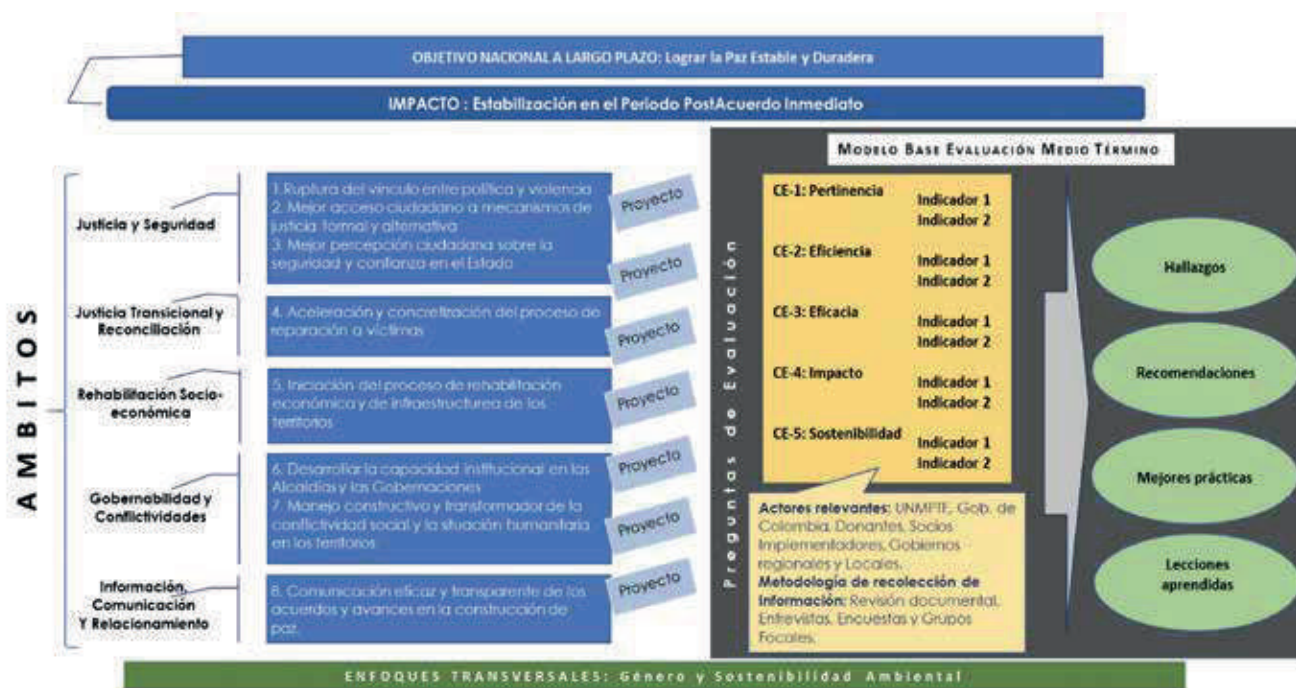 OBJETIVO NACIONAL A LARGO PLAZO: Lograr la Paz Estable y Duradera
IMPACTO : Estabilización en el Periodo PostAcuerdo Inmediato
AMBITOS
Justicia y Seguridad
1.Ruptura del vínculo entre política y violencia
2. Mejor acceso ciudadano a mecanismos de
justicia formal y alternativa
3. Mejor percepción ciudadana sobre la
seguridad y confianza en el Estado
Justicia Transicional y
Reconciliación
4. Aceleración y concretización del proceso de
reparación a víctimas
Rehabilitación Socio-
económica
5. Iniciación del proceso de rehabilitación
económica y de infraestructurea de los
territorios
Gobernabilidad y
Conflictividades
6. Desarrollar la capacidad institucional en las
Alcaldías y las Gobernaciones
7. Manejo constructivo y transformador de la
conflictividad social y la situación humanitaria
en los territorios
Información,
Comunicación
Y Relacionamiento
8. Comunicación eficaz y transparente de los
acuerdos y avances en la construcción de
paz.
Proyecto
Proyecto
Proyecto
Proyecto
Proyecto
Proyecto
Proyecto
MODELO BASE EVALUACIÓN MEDIO TÉRMINO
Preguntas de Evaluación
CE-1: Pertinencia
Indicador 1
Indicador 2
CE-2: Eficiencia
Indicador 1
Indicador 2
CE-3: Eficacia
Indicador 1
Indicador 2
CE-4: Impacto
Indicador 1
Indicador 2
CE-5: Sostenibilidad
Indicador 1
Indicador 2
Actores relevantes: UNMPTF, Gob. de
Colombia, Donantes, Socios
Implementadores, Gobiernos
regionales y Locales.
Metodología de recolección de
Información: Revisión documental,
Entrevistas, Encuestas y Grupos
Focales.
Hallazgos
Recomendaciones
Mejores prácticas
Lecciones
aprendidas
ENFOQUES TRANSVERSALES: Género y Sostenibilidad Ambiental